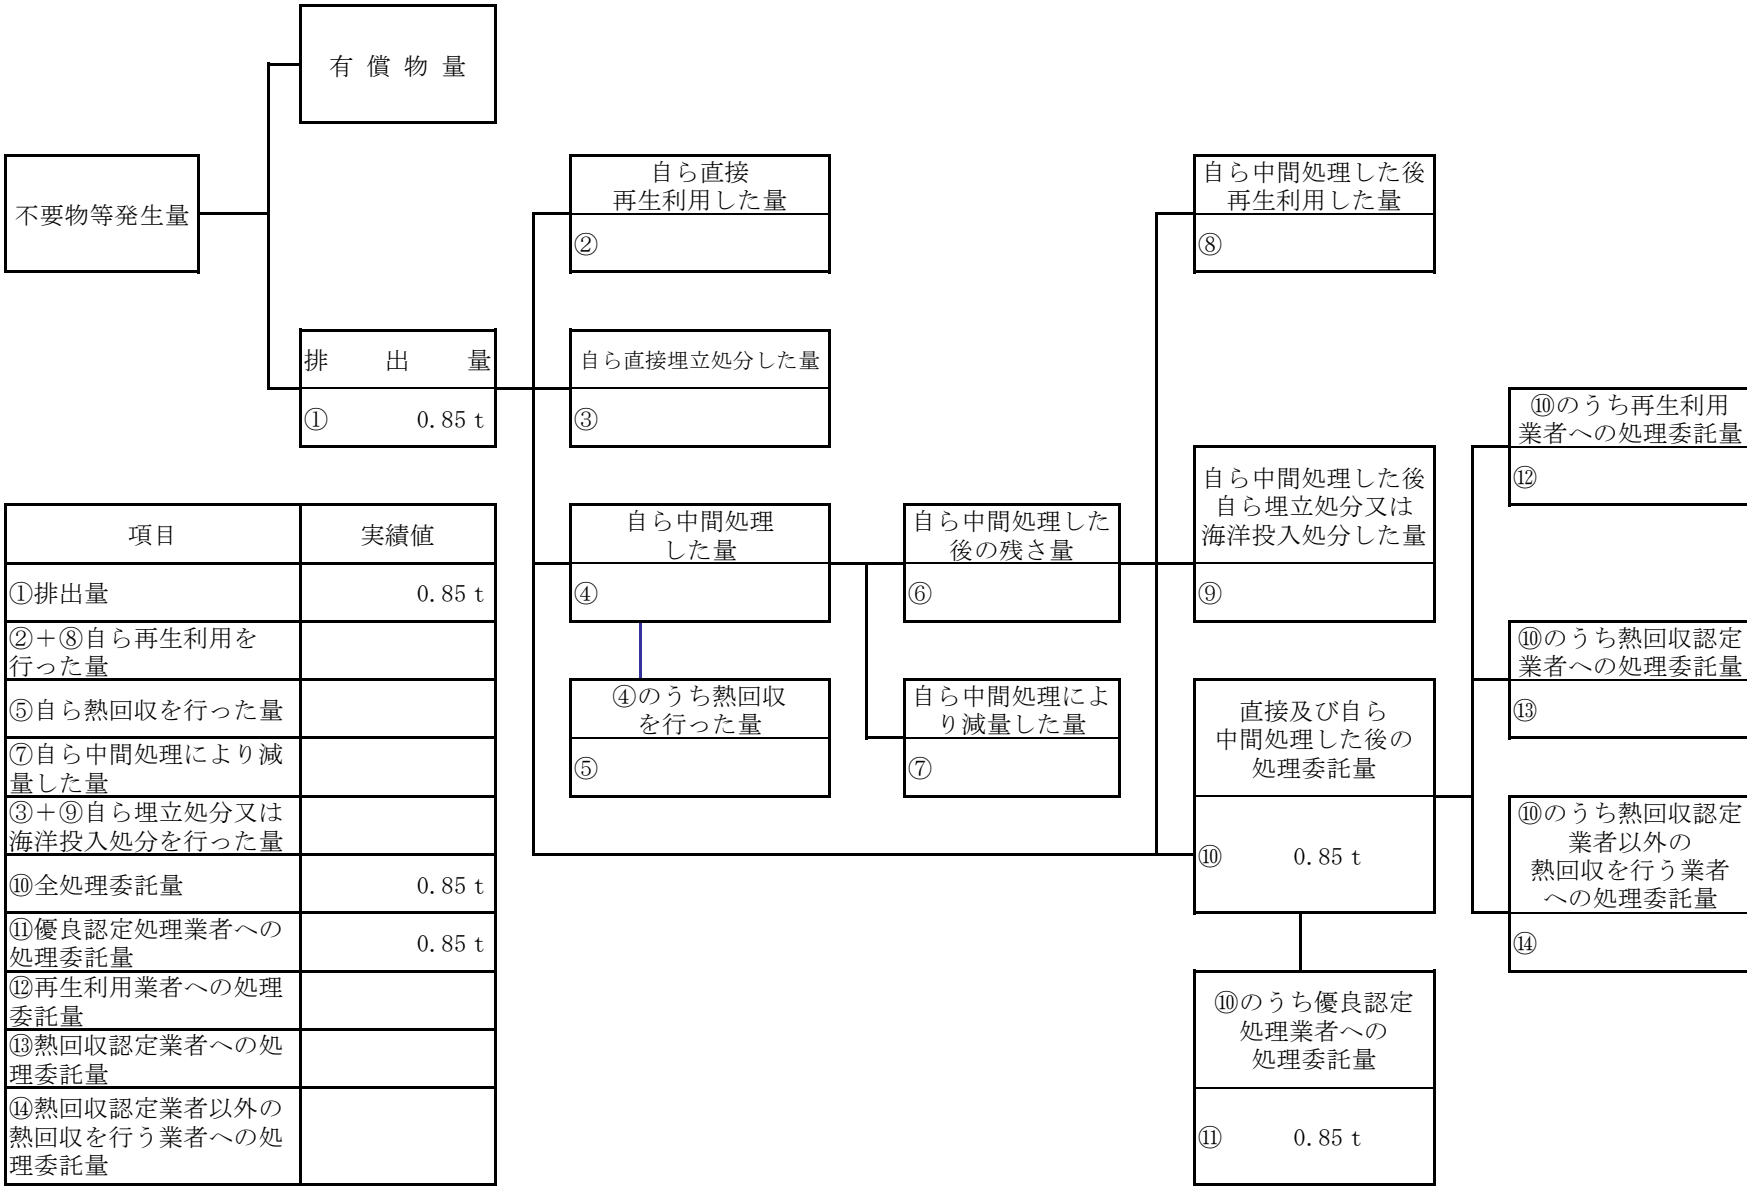 有 償 物 量
不要物等発生量
自ら直接
再生利用した量
②
自ら中間処理した後
再生利用した量
⑧
排 出 量
① 0.85 t
自ら直接埋立処分した量
③
⑩のうち再生利用
業者への処理委託量
⑫
自ら中間処理した後
自ら埋立処分又は
海洋投入処分した量
⑨
自ら中間処理
した量
④
自ら中間処理した
後の残さ量
⑥
④のうち熱回収
を行った量
⑤
自ら中間処理によ
り減量した量
⑦
⑩のうち熱回収認定
業者への処理委託量
⑬
直接及び自ら
中間処理した後の
処理委託量
⑩ 0.85 t
⑩のうち熱回収認定
業者以外の
熱回収を行う業者
への処理委託量
⑭
⑩のうち優良認定
処理業者への
処理委託量
⑪ 0.85 t
項目 実績値
①排出量 0.85 t
②＋⑧自ら再生利用を
行った量
⑤自ら熱回収を行った量
⑦自ら中間処理により減
量した量
③＋⑨自ら埋立処分又は
海洋投入処分を行った量
⑩全処理委託量 0.85 t
⑪優良認定処理業者への
処理委託量 0.85 t
⑫再生利用業者への処理
委託量
⑬熱回収認定業者への処
理委託量
⑭熱回収認定業者以外の
熱回収を行う業者への処
理委託量